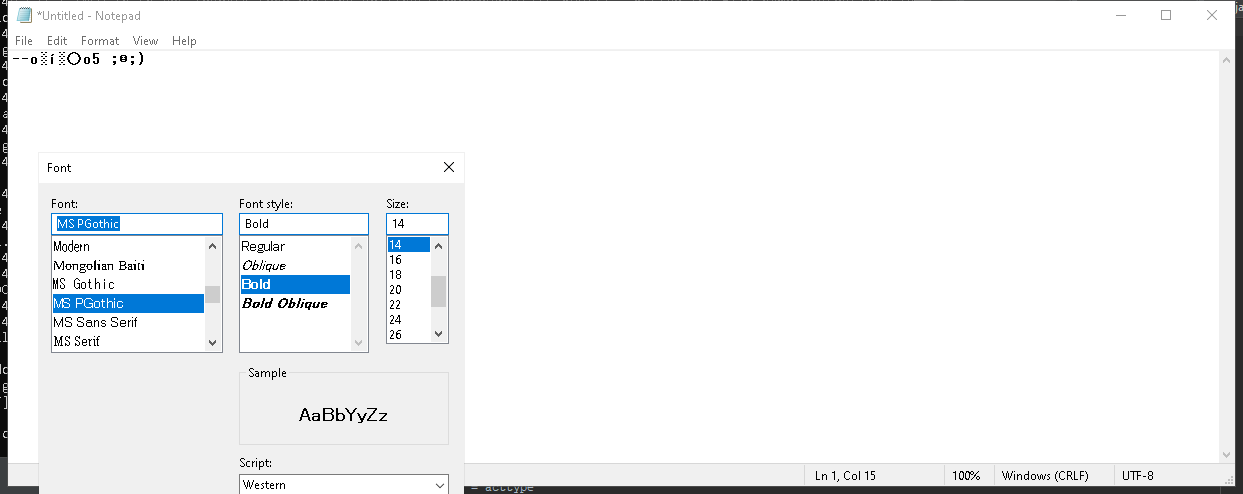 *Untitled - Notepad
File Edit Format View Help
--o░í░○o5 ;
Font
Font:
Font style:
Size:
MS PGothic
Bold
14
Modern
Mongolian Baiti
MS Gothic
MS PGothic
MS Sans Serif
MS Serif
Regular
Oblique
Bold
Bold Oblique
14
16
18
20
22
24
26
Sample
AaBbYyZz
Script:
Western
Ln 1, Col 15
100%
Windows (CRLF)
UTF-8
= acctype